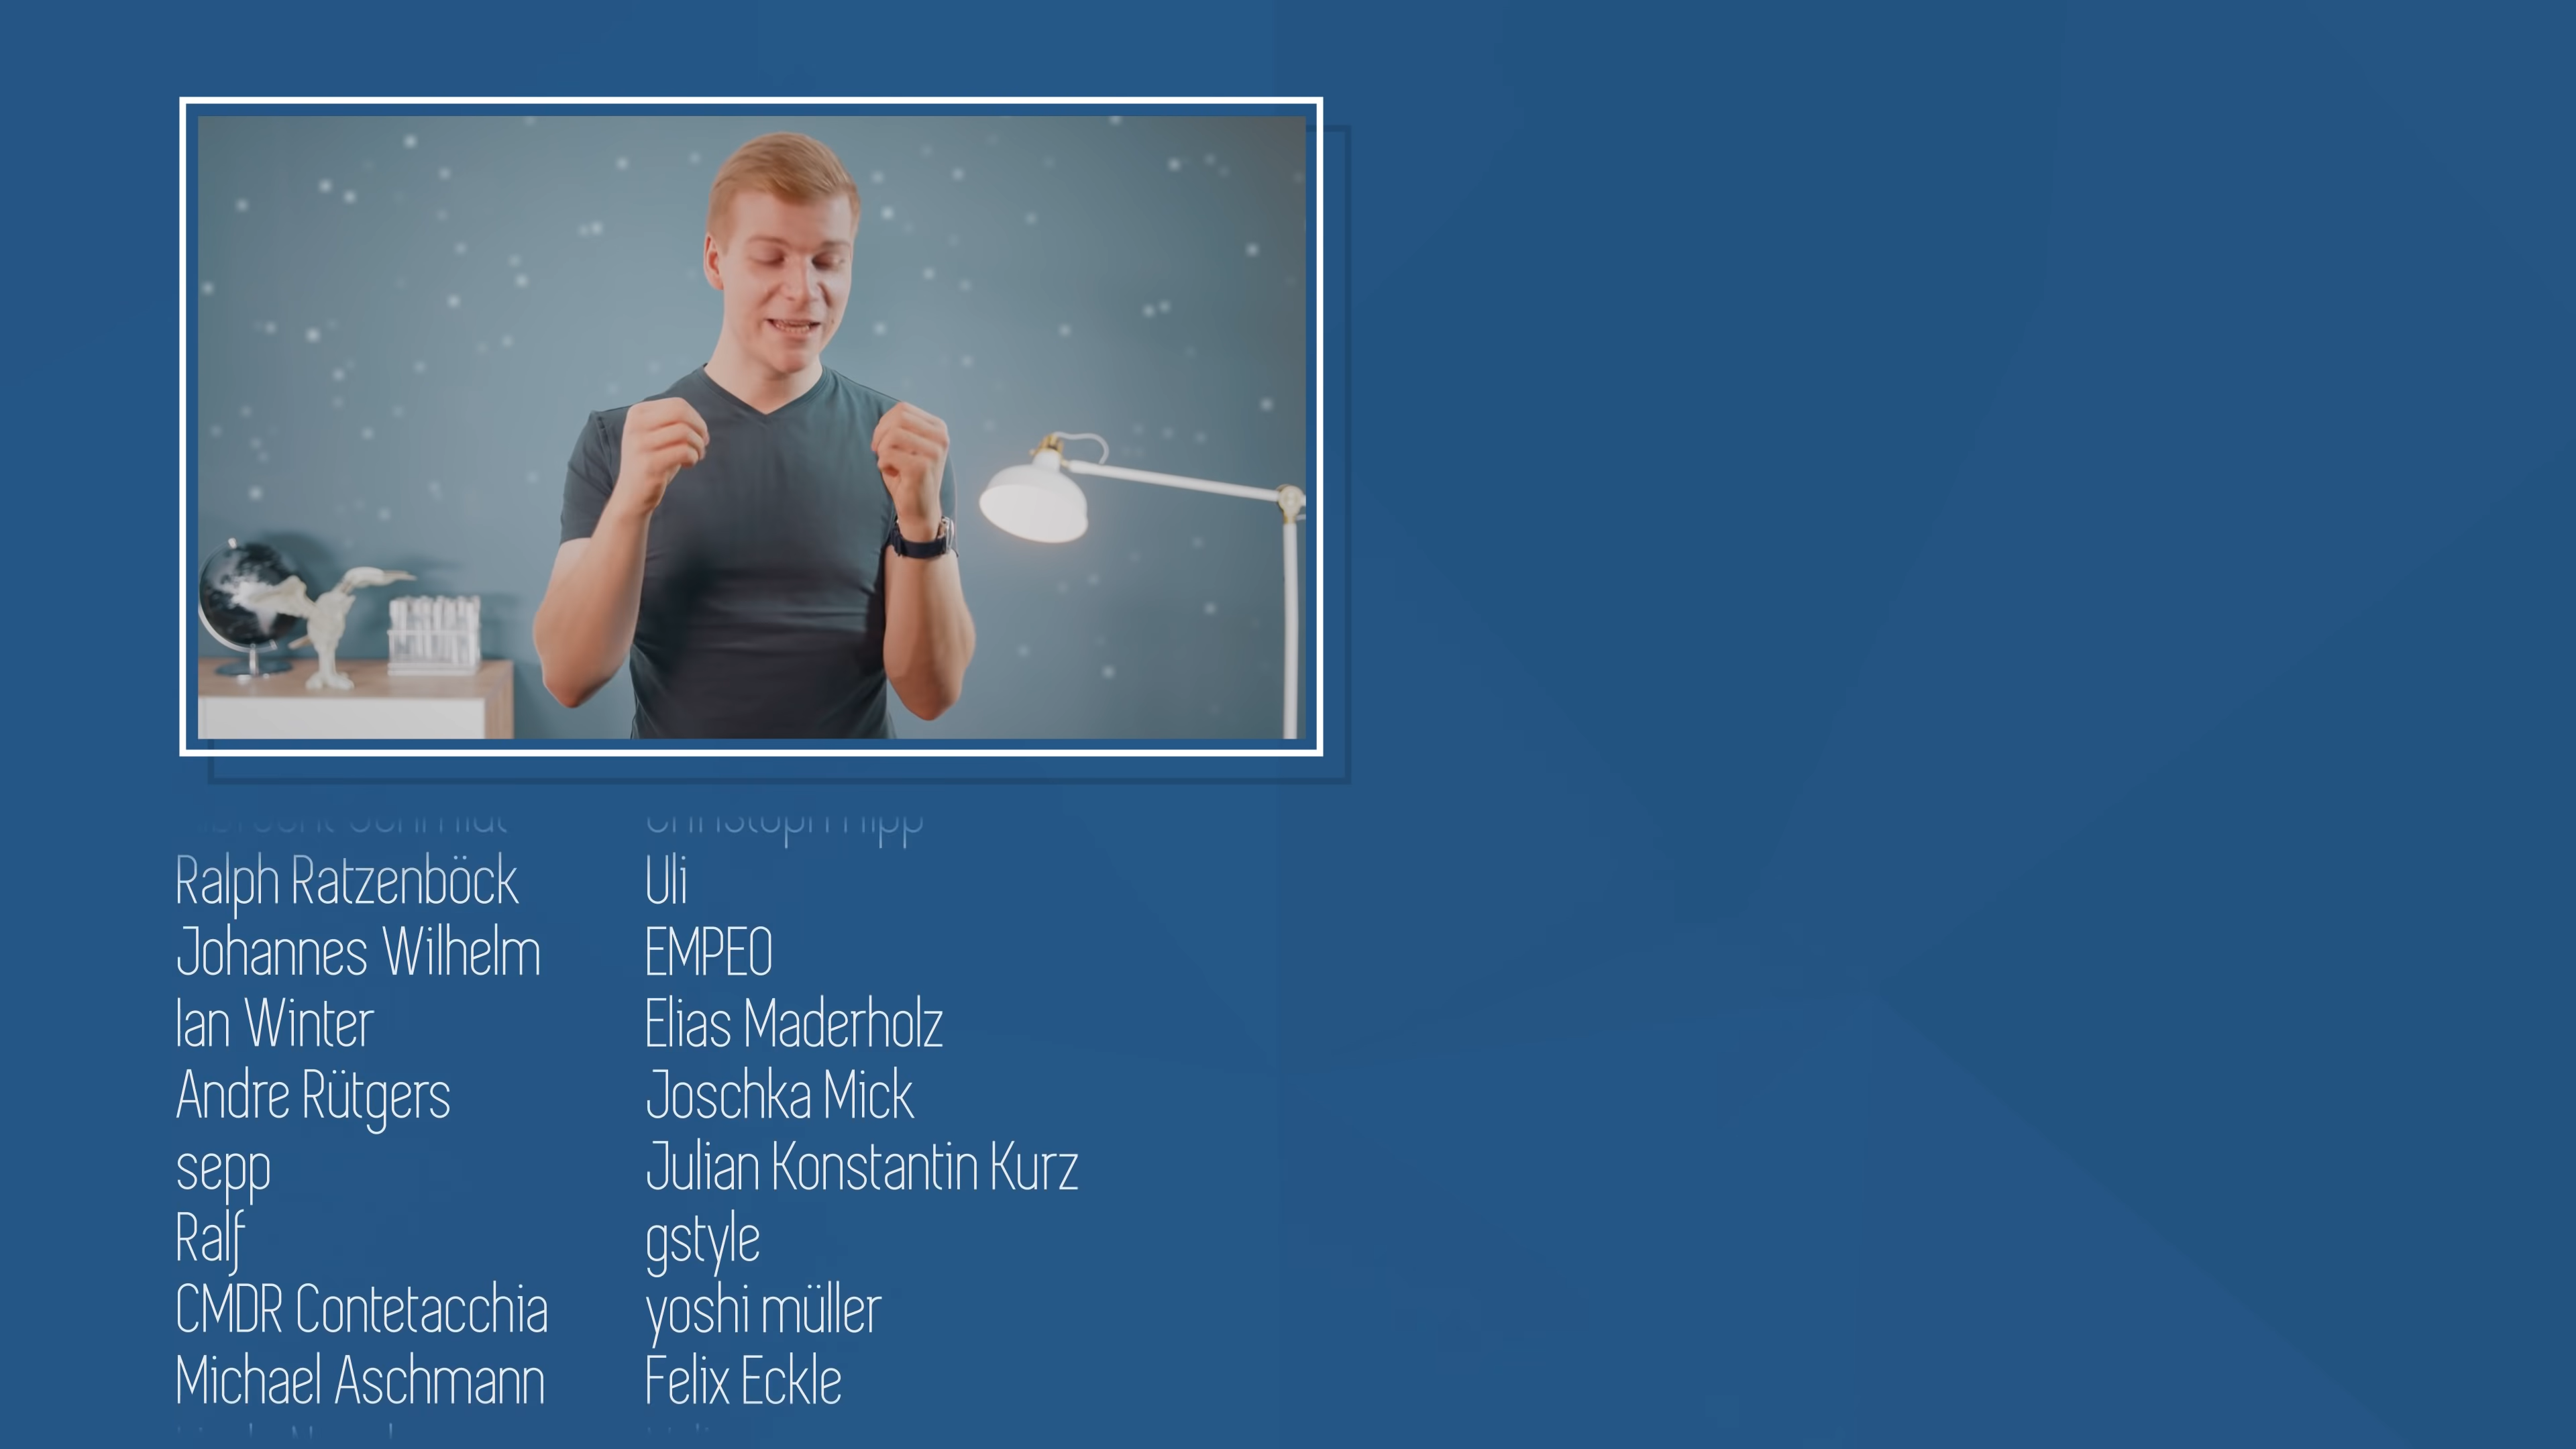 Ralph Ratzenböck
Johannes Wilhelm
Ian Winter
Andre Rütgers
sepp
Ralf
CMDR Contetacchia
Michael Aschmann
Uli
EMPEO
Elias Maderholz
Joschka Mick
Julian Konstantin Kurz
gstyle
yoshi müller
Felix Eckle